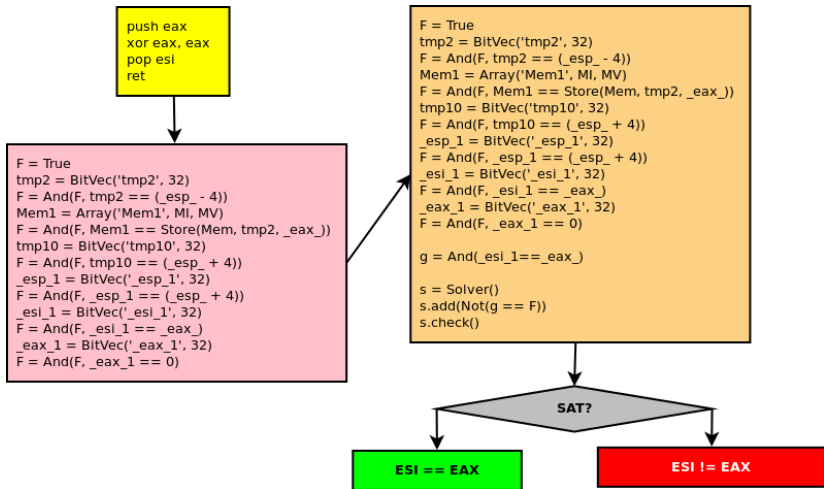 push eax
xor eax, eax
pop esi
ret
F = True
tmp2 = BitVec('tmp2', 32)
F = And(F, tmp2 == (_esp_ - 4))
Mem1 = Array('Mem1', MI, MV)
F = And(F, Mem1 == Store(Mem, tmp2, _eax_))
tmp10 = BitVec('tmp10', 32)
F = And(F, tmp10 == (_esp_ + 4))
_esp_1 = BitVec('_esp_1', 32)
F = And(F, _esp_1 == (_esp_ + 4))
_esi_1 = BitVec('_esi_1', 32)
F = And(F, _esi_1 == _eax_)
_eax_1 = BitVec('_eax_1', 32)
F = And(F, _eax_1 == 0)
F = True
tmp2 = BitVec('tmp2', 32)
F = And(F, tmp2 == (_esp_ - 4))
Mem1 = Array('Mem1', MI, MV)
F = And(F, Mem1 == Store(Mem, tmp2, _eax_))
tmp10 = BitVec('tmp10', 32)
F = And(F, tmp10 == (_esp_ + 4))
_esp_1 = BitVec('_esp_1', 32)
F = And(F, _esp_1 == (_esp_ + 4))
_esi_1 = BitVec('_esi_1', 32)
F = And(F, _esi_1 == _eax_)
_eax_1 = BitVec('_eax_1', 32)
F = And(F, _eax_1 == 0)
g = And(_esi_1==_eax_)
s = Solver()
s.add(Not(g == F))
s.check()
SAT?
ESI == EAX
ESI != EAX